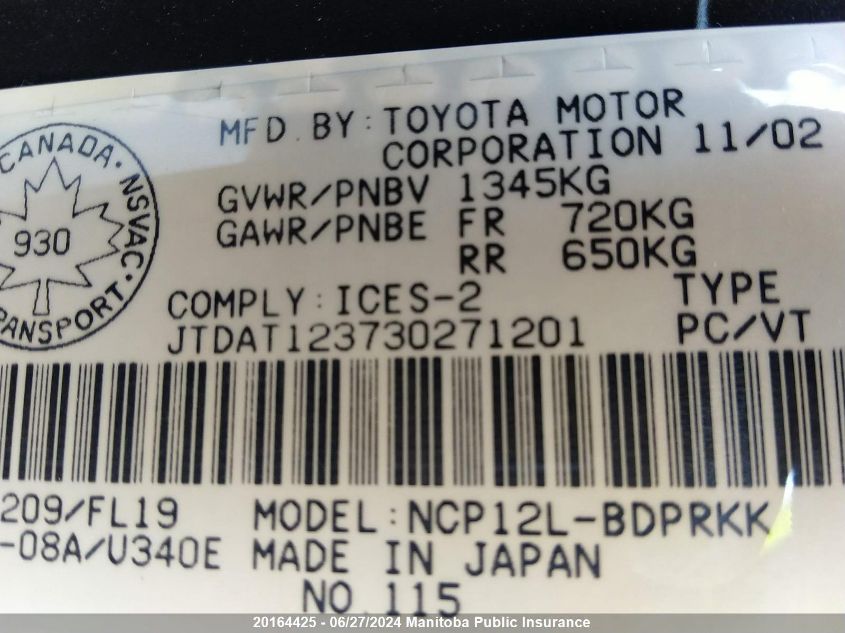 MFD. BY: TOYOTA MOTOR
CORPORATION 11/02
CANADA · NSVAC ·
930
TRANSPORT ·
GVWR/PNBV 1345KG
GAWR/PNBE FR 720KG
RR 650KG
COMPLY: ICES-2 TYPE
JTDAT123730271201 PC/VT
209/FL19 MODEL: NCP12L-BDPRKK
-08A/U340E MADE IN JAPAN
NO. 115
20164425 - 06/27/2024 Manitoba Public Insurance